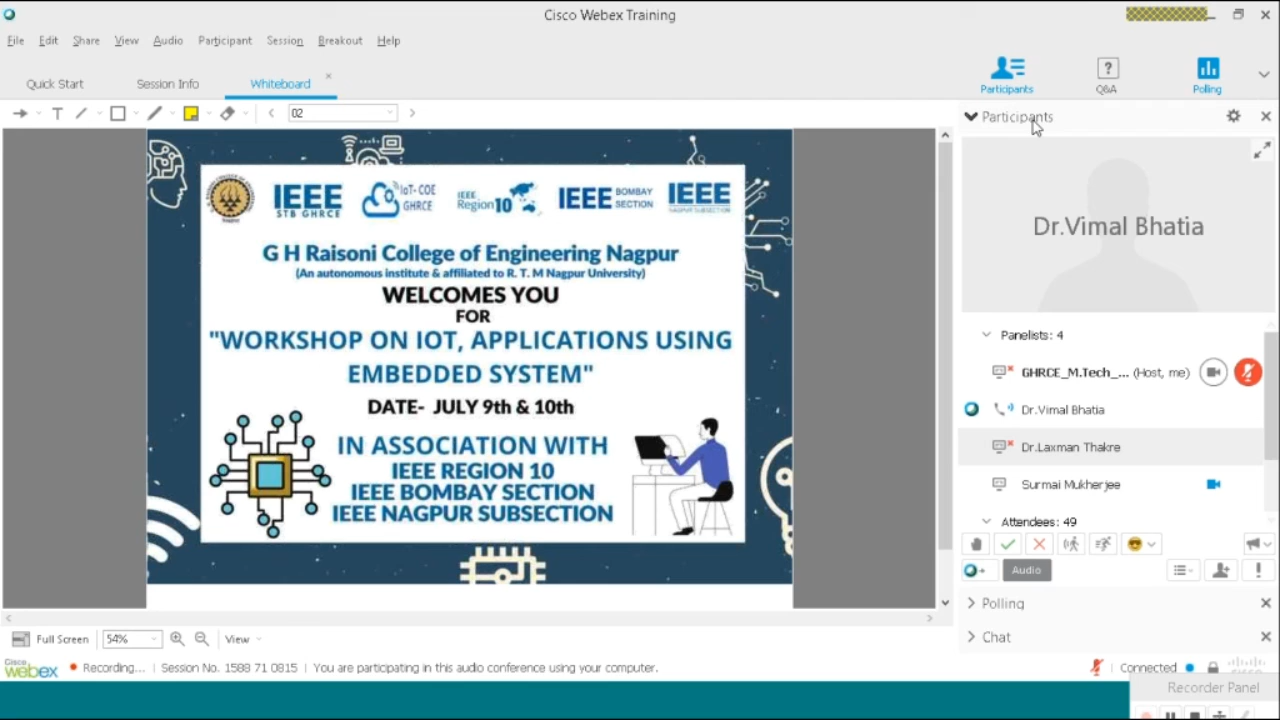 Cisco Webex Training
File Edit Share View Audio Participant Session Breakout Help
Quick Start Session Info Whiteboard
Participants Q&A Polling
02
Participants
IEEE
STB GHRCE
IoT-COE
GHRCE
IEEE
Region10
IEEE BOMBAY
SECTION
IEEE
NAGPUR SUBSECTION
G H Raisoni College of Engineering Nagpur
(An autonomous institute & affiliated to R. T. M Nagpur University)
WELCOMES YOU
FOR
"WORKSHOP ON IOT, APPLICATIONS USING
EMBEDDED SYSTEM"
DATE- JULY 9th & 10th
IN ASSOCIATION WITH
IEEE REGION 10
IEEE BOMBAY SECTION
IEEE NAGPUR SUBSECTION
Dr.Vimal Bhatia
Panelists: 4
GHRCE_M.Tech_... (Host, me)
Dr.Vimal Bhatia
Dr.Laxman Thakre
Surmai Mukherjee
Attendees: 49
Audio
Polling
Chat
Full Screen 54% View
Cisco webex Recording... Session No. 1588 71 0815 You are participating in this audio conference using your computer. Connected CISCO
Recorder Panel